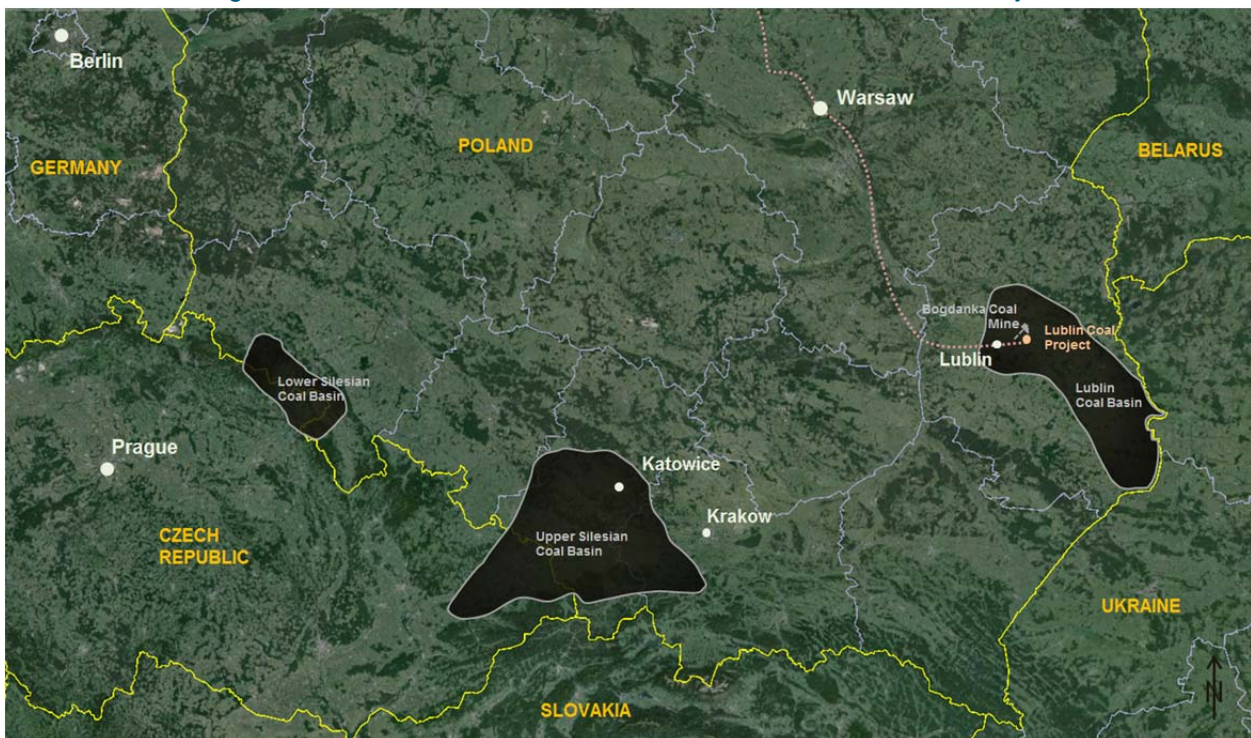 Berlin
Warsaw
POLAND
BELARUS
GERMANY
Bogdanka Coal
Mine
Lublin Coal
Project
Lublin
Lower Silesian
Coal Basin
Lublin
Coal Basin
Prague
Katowice
Krakow
Upper Silesian
Coal Basin
CZECH
REPUBLIC
UKRAINE
SLOVAKIA
N